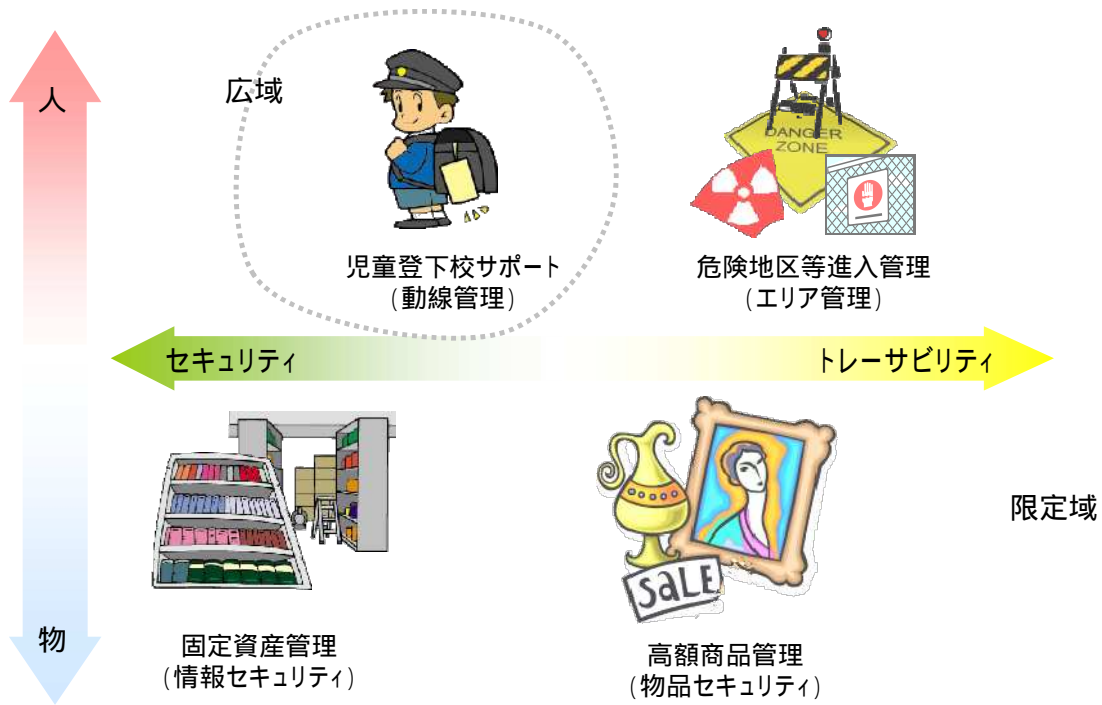 人
広域
DANGER
ZONE
児童登下校サポート
(動線管理)
危険地区等進入管理
(エリア管理)
セキュリティ
トレーサビリティ
SaLE
限定域
物
固定資産管理
(情報セキュリティ)
高額商品管理
(物品セキュリティ)